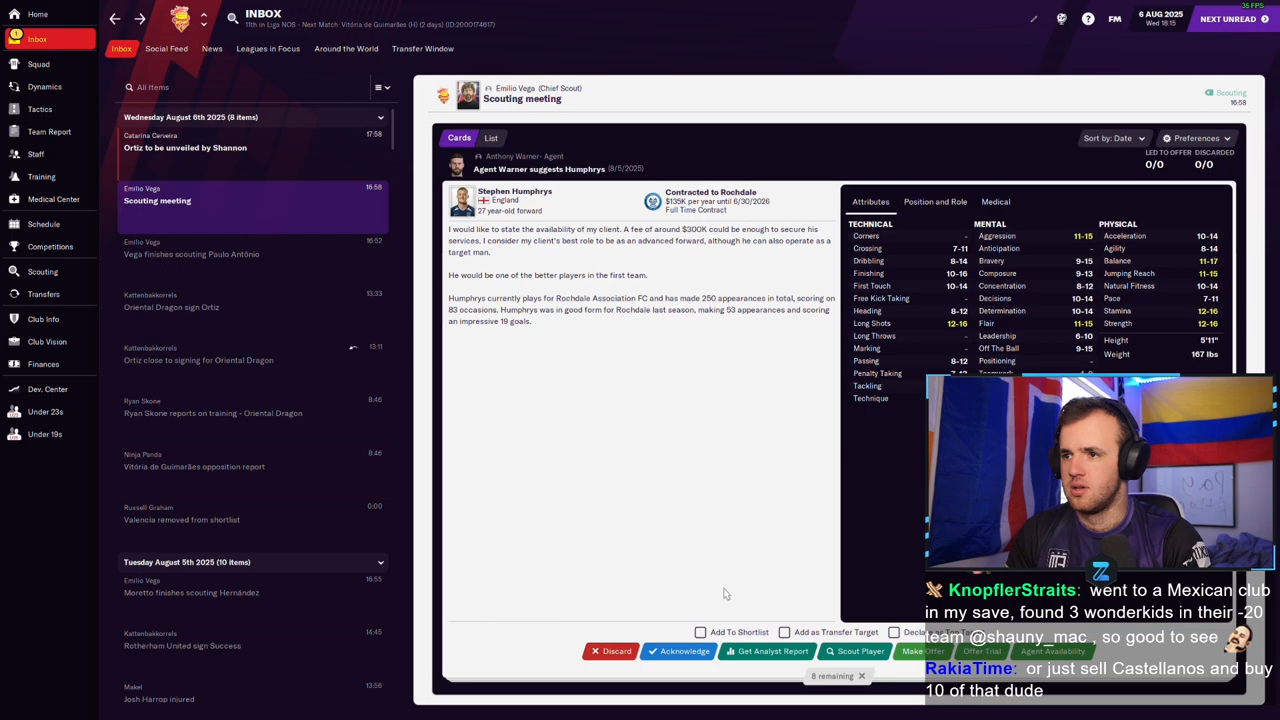 35 FPS
Home
INBOX
11th in Liga NOS - Next Match: Vitória de Guimarães (H) (2 days) (ID:2000174617)
FM
6 AUG 2025
Wed 18:15
NEXT UNREAD
1
Inbox
Inbox
Social Feed
News
Leagues in Focus
Around the World
Transfer Window
Squad
Dynamics
Tactics
Team Report
Staff
Training
Medical Center
Schedule
Competitions
Scouting
Transfers
Club Info
Club Vision
Finances
Dev. Center
Under 23s
Under 19s
All Items
Wednesday August 6th 2025 (8 items)
Catarina Cerveira
17:58
Ortiz to be unveiled by Shannon
Emilio Vega
16:58
Scouting meeting
Emilio Vega
16:52
Vega finishes scouting Paulo Antônio
Kattenbakkorrels
13:33
Oriental Dragon sign Ortiz
Kattenbakkorrels
13:11
Ortiz close to signing for Oriental Dragon
Ryan Skone
8:46
Ryan Skone reports on training - Oriental Dragon
Ninja Panda
8:46
Vitória de Guimarães opposition report
Russell Graham
0:00
Valencia removed from shortlist
Tuesday August 5th 2025 (10 items)
Emilio Vega
16:55
Moretto finishes scouting Hernández
Kattenbakkorrels
14:45
Rotherham United sign Success
Makel
13:56
Josh Harrop injured
Emilio Vega (Chief Scout)
Scouting meeting
Scouting
16:58
Cards
List
Sort by: Date
Preferences
Anthony Warner- Agent
Agent Warner suggests Humphrys (8/5/2025)
LED TO OFFER
DISCARDED
0/0
0/0
Stephen Humphrys
England
27 year-old forward
Contracted to Rochdale
$135K per year until 6/30/2026
Full Time Contract
I would like to state the availability of my client. A fee of around $300K could be enough to secure his
services. I consider my client's best role to be as an advanced forward, although he can also operate as a
target man.
He would be one of the better players in the first team.
Humphrys currently plays for Rochdale Association FC and has made 250 appearances in total, scoring on
83 occasions. Humphrys was in good form for Rochdale last season, making 53 appearances and scoring
an impressive 19 goals.
Attributes
Position and Role
Medical
TECHNICAL
MENTAL
PHYSICAL
Corners -
Aggression 11-15
Acceleration 10-14
Crossing 7-11
Anticipation -
Agility 8-14
Dribbling 8-14
Bravery 9-15
Balance 11-17
Finishing 10-16
Composure 9-13
Jumping Reach 11-15
First Touch 10-14
Concentration 8-12
Natural Fitness 10-14
Free Kick Taking -
Decisions 10-14
Pace 7-11
Heading 8-12
Determination 10-14
Stamina 12-16
Long Shots 12-16
Flair 11-15
Strength 12-16
Long Throws -
Leadership 6-10
Height 5'11"
Marking -
Off The Ball 9-15
Weight 167 lbs
Passing 8-12
Positioning -
Penalty Taking
Tackling
Technique
Add To Shortlist
Add as Transfer Target
Discard
Acknowledge
Get Analyst Report
Scout Player
Make Offer
Offer Trial
Agent Availability
8 remaining
KnopflerStraits: went to a Mexican club
in my save, found 3 wonderkids in their -20
team @shauny_mac , so good to see
RakiaTime: or just sell Castellanos and buy
10 of that dude